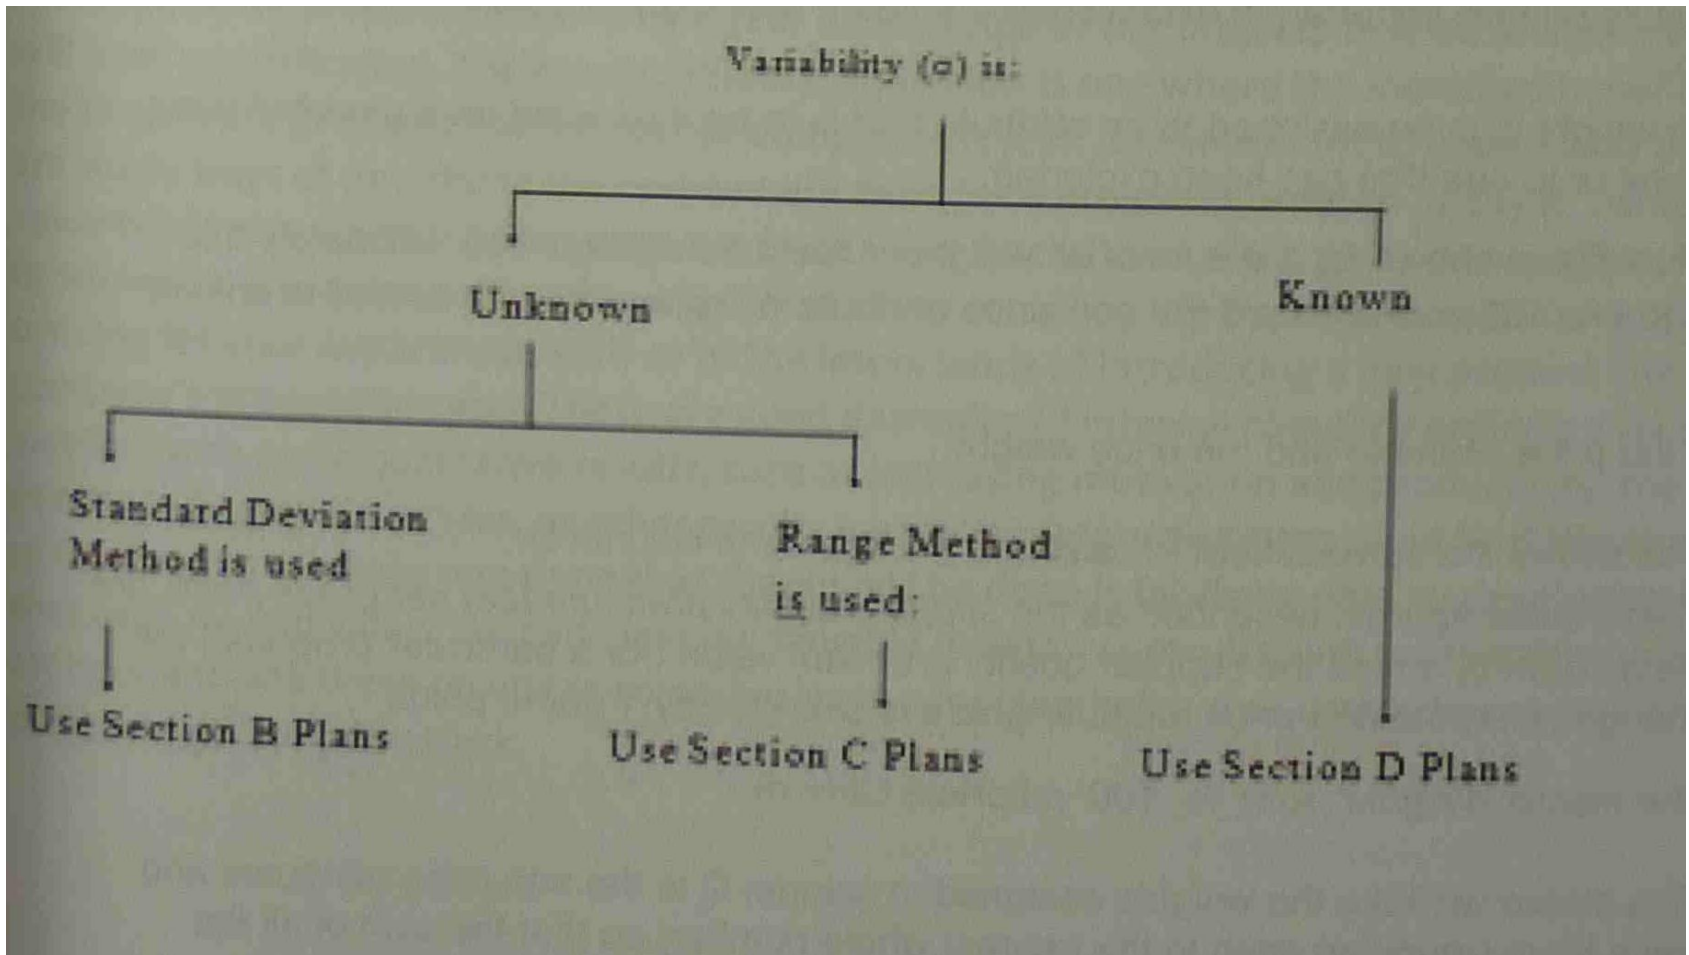 Variability (σ) is:
Unknown
Known
Standard Deviation
Method is used
Range Method
is used:
Use Section B Plans
Use Section C Plans
Use Section D Plans